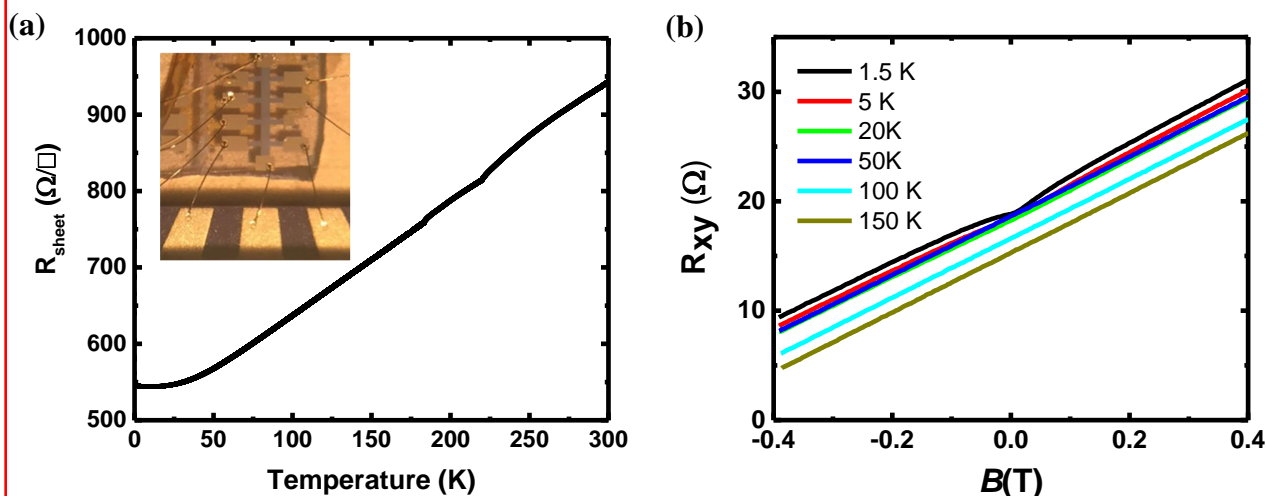 (a)
1000
900
800
700
600
500
R_sheet (Ω/□)
0 50 100 150 200 250 300
Temperature (K)
(b)
30
20
10
0
Rxy (Ω)
1.5 K
5 K
20K
50K
100 K
150 K
-0.4 -0.2 0.0 0.2 0.4
B(T)